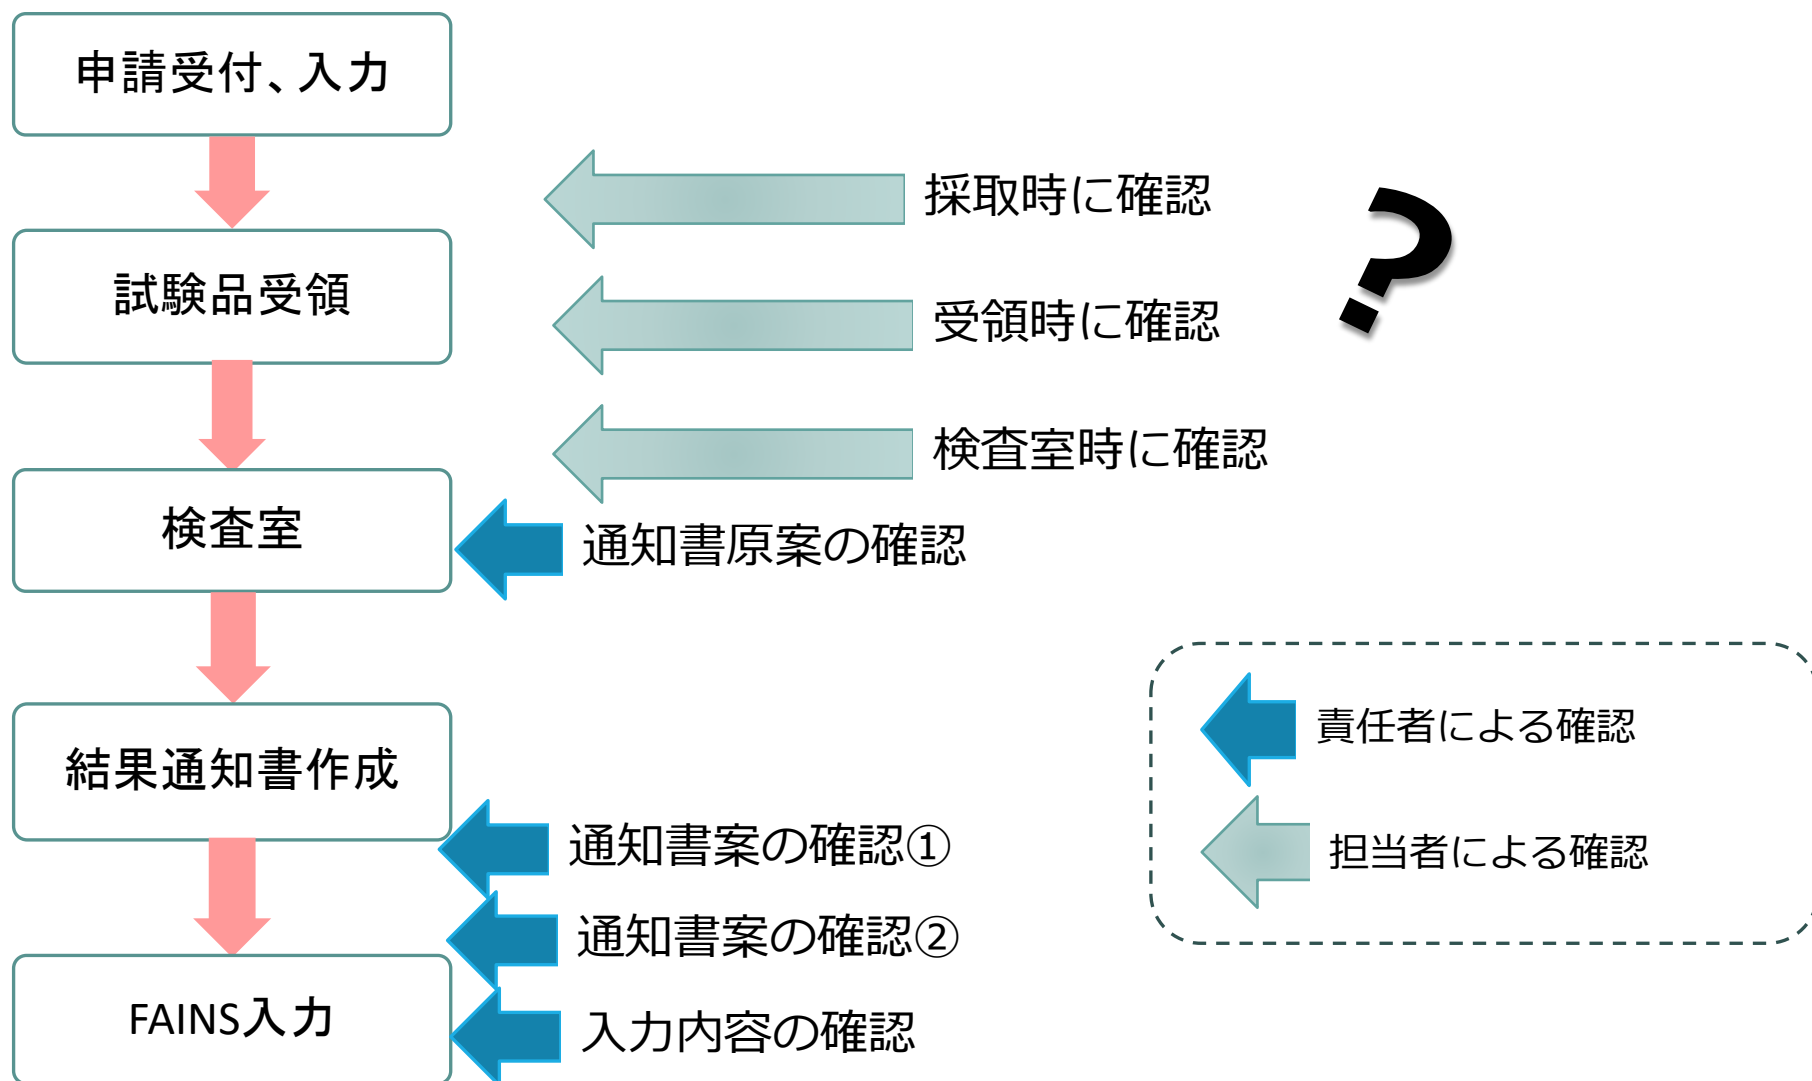 申請受付、入力
採取時に確認
?
試験品受領
受領時に確認
検査室時に確認
検査室
通知書原案の確認
結果通知書作成
責任者による確認
通知書案の確認①
担当者による確認
通知書案の確認②
FAINS入力
入力内容の確認